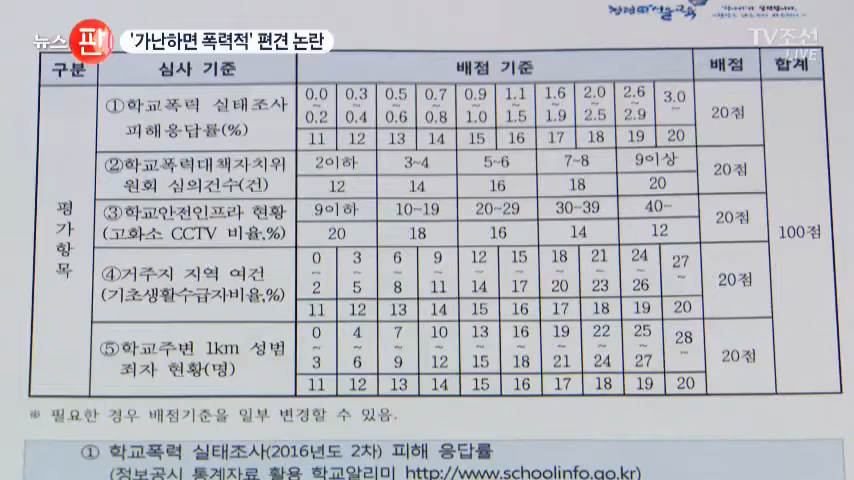 뉴스 판
'가난하면 폭력적' 편견 논란
TV조선
LIVE
구분 심사 기준 배점 기준 배점 합계
평가항목
①학교폭력 실태조사
피해응답률(%)
0.0 0.3 0.5 0.7 0.9 1.1 1.6 2.0 2.6 3.0
~ ~ ~ ~ ~ ~ ~ ~ ~ ~
0.2 0.4 0.6 0.8 1.0 1.5 1.9 2.5 2.9
11 12 13 14 15 16 17 18 19 20
20점
②학교폭력대책자치위
원회 심의건수(건)
2이하 3~4 5~6 7~8 9이상
12 14 16 18 20
20점
③학교안전인프라 현황
(고화소 CCTV 비율,%)
9이하 10~19 20~29 30~39 40~
20 18 16 14 12
20점
100점
④거주지 지역 여건
(기초생활수급자비율,%)
0 3 6 9 12 15 18 21 24 27
~ ~ ~ ~ ~ ~ ~ ~ ~ ~
2 5 8 11 14 17 20 23 26
11 12 13 14 15 16 17 18 19 20
20점
⑤학교주변 1km 성범
죄자 현황(명)
0 4 7 10 13 16 19 22 25 28
~ ~ ~ ~ ~ ~ ~ ~ ~ ~
3 6 9 12 15 18 21 24 27
11 12 13 14 15 16 17 18 19 20
20점
※ 필요한 경우 배점기준을 일부 변경할 수 있음.
① 학교폭력 실태조사(2016년도 2차) 피해 응답률
(정보공시 통계자료 활용 학교알리미 http://www.schoolinfo.go.kr)